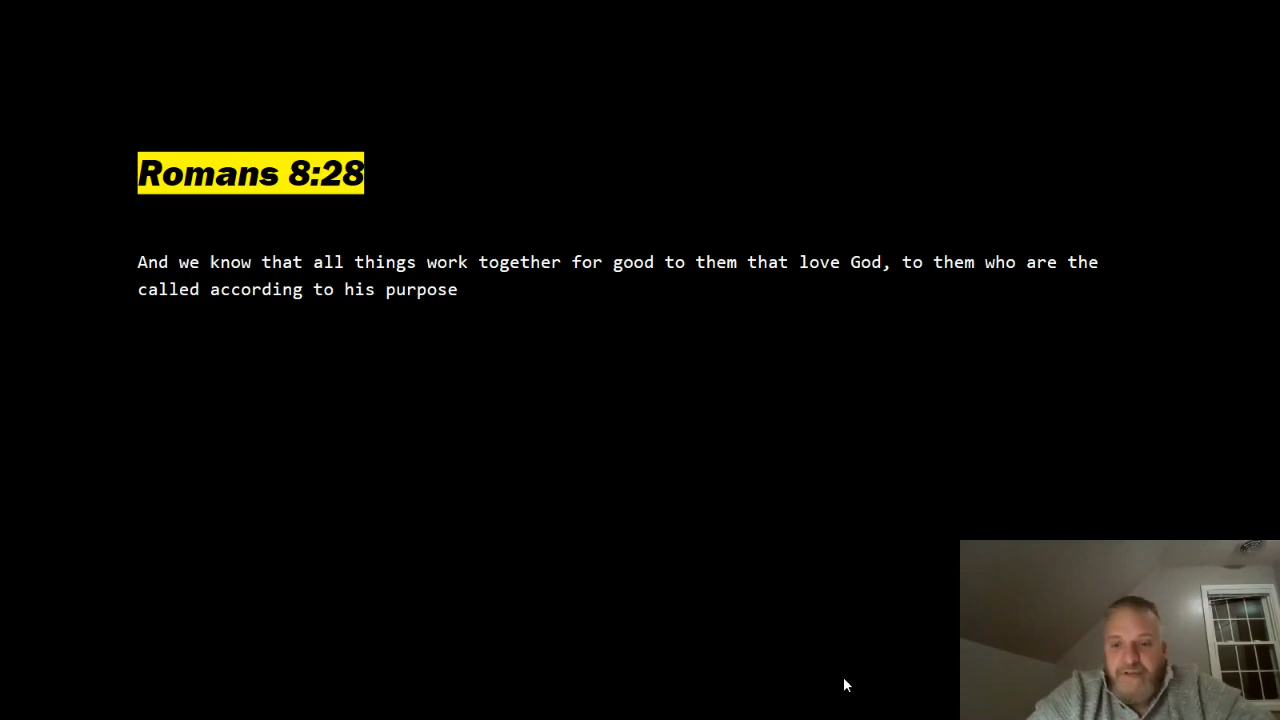 Romans 8:28
And we know that all things work together for good to them that love God, to them who are the
called according to his purpose